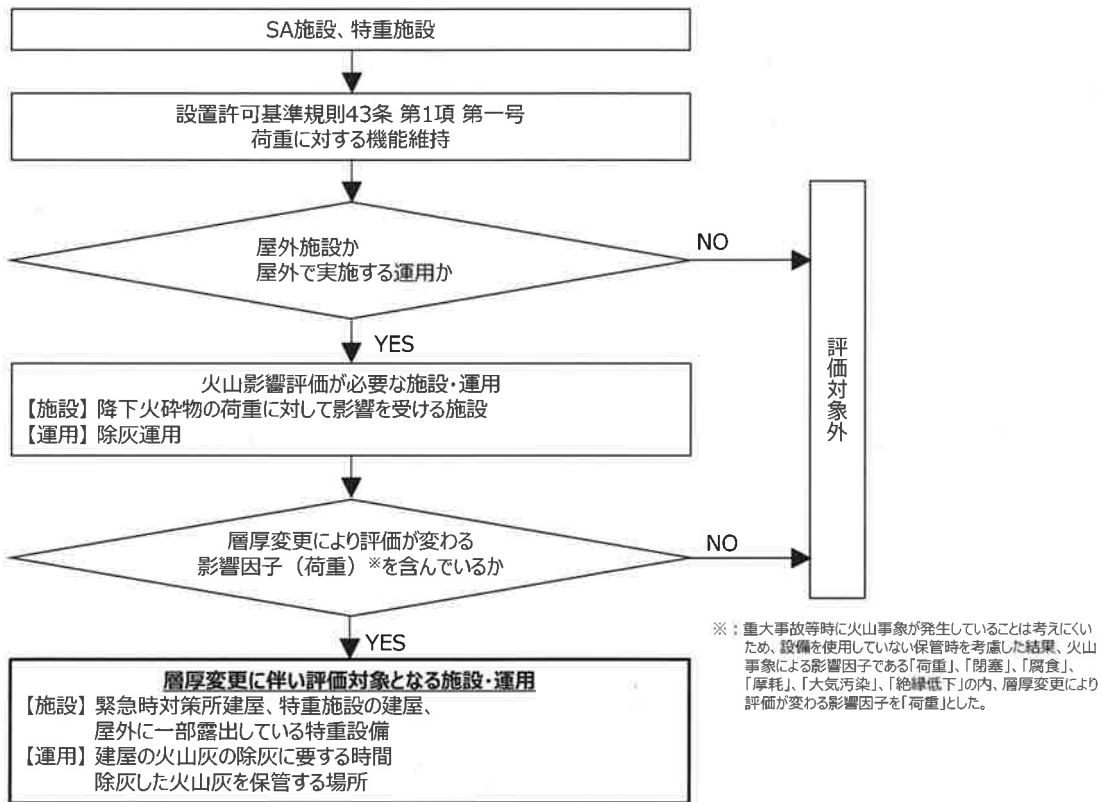 SA施設、特重施設
設置許可基準規則43条 第1項 第一号
荷重に対する機能維持
屋外施設か
屋外で実施する運用か
NO
YES
評価対象外
火山影響評価が必要な施設・運用
【施設】降下火砕物の荷重に対して影響を受ける施設
【運用】除灰運用
層厚変更により評価が変わる
影響因子（荷重）※を含んでいるか
NO
YES
※：重大事故等時に火山事象が発生していることは考えにくい
ため、設備を使用していない保管時を考慮した結果、火山
事象による影響因子である「荷重」、「閉塞」、「腐食」、
「摩耗」、「大気汚染」、「絶縁低下」の内、層厚変更により
評価が変わる影響因子を「荷重」とした。
層厚変更に伴い評価対象となる施設・運用
【施設】緊急時対策所建屋、特重施設の建屋、
屋外に一部露出している特重設備
【運用】建屋の火山灰の除灰に要する時間
除灰した火山灰を保管する場所